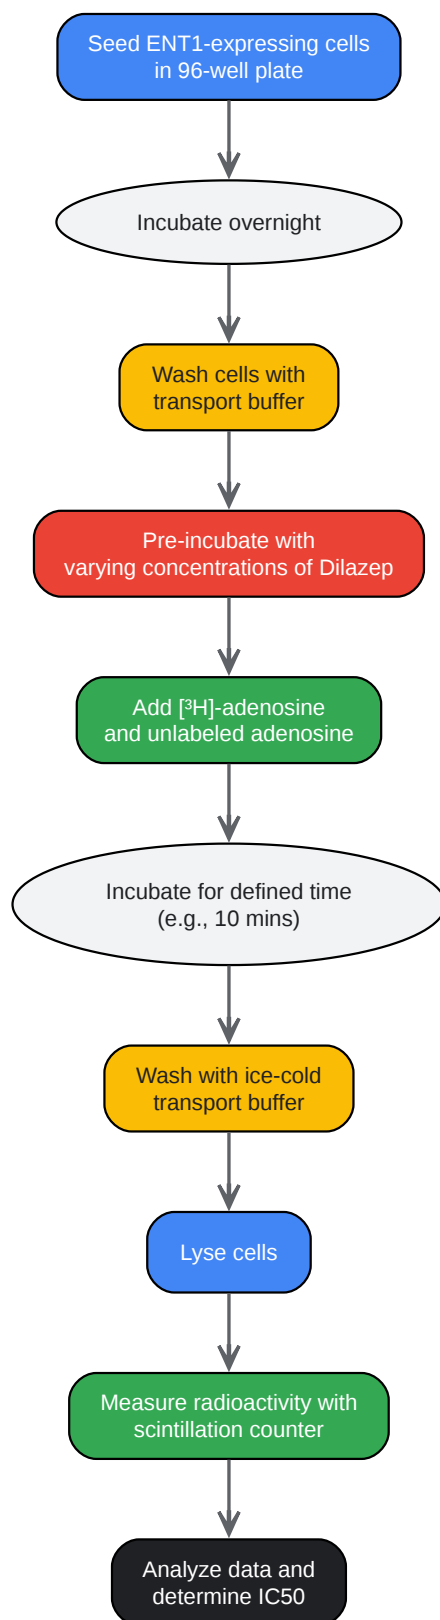 Seed ENT1-expressing cells
in 96-well plate
Incubate overnight
Wash cells with
transport buffer
Pre-incubate with
varying concentrations of Dilazep
Add [³H]-adenosine
and unlabeled adenosine
Incubate for defined time
(e.g., 10 mins)
Wash with ice-cold
transport buffer
Lyse cells
Measure radioactivity with
scintillation counter
Analyze data and
determine IC50